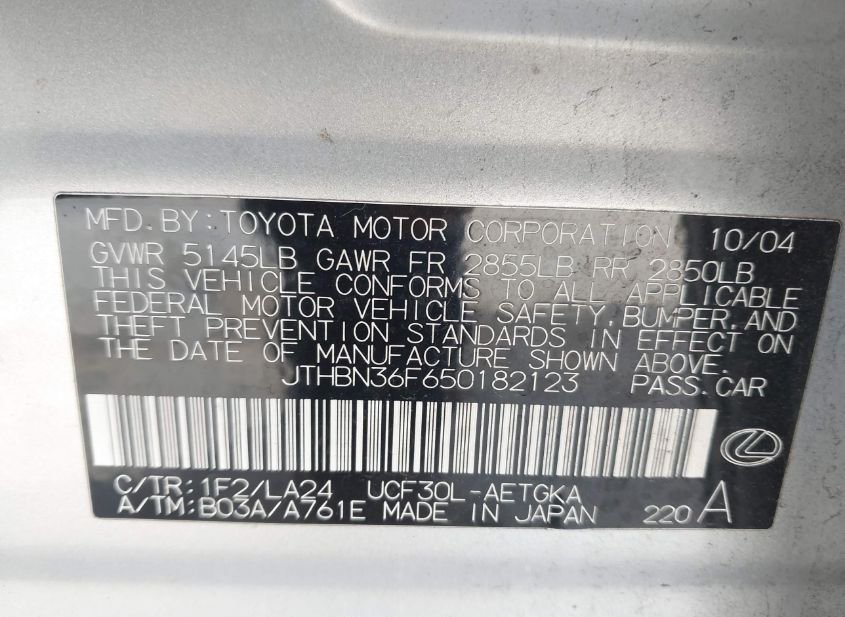 MFD. BY: TOYOTA MOTOR CORPORATION 10/04
GVWR 5145LB GAWR FR 2855LB RR 2850LB
THIS VEHICLE CONFORMS TO ALL APPLICABLE
FEDERAL MOTOR VEHICLE SAFETY, BUMPER, AND
THEFT PREVENTION STANDARDS IN EFFECT ON
THE DATE OF MANUFACTURE SHOWN ABOVE.
JTHBN36F650182123 PASS.CAR
C/TR: 1F2/LA24 UCF30L-AETGKA
A/TM: B03A/A761E MADE IN JAPAN 220 A